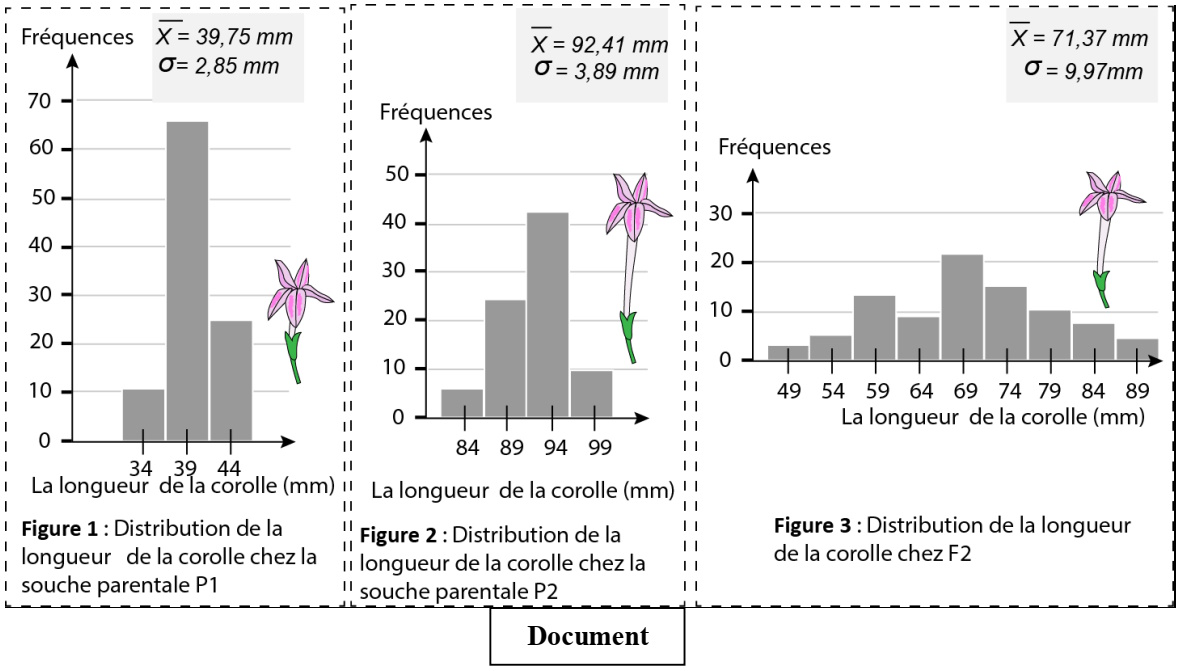 Fréquences
X = 39,75 mm
σ= 2,85 mm
70
60
50
40
30
20
10
0
34 39 44
La longueur de la corolle (mm)
Figure 1 : Distribution de la
longueur de la corolle chez la
souche parentale P1
X = 92,41 mm
σ = 3,89 mm
Fréquences
50
40
30
20
10
0
84 89 94 99
La longueur de la corolle (mm)
Figure 2 : Distribution de la
longueur de la corolle chez la
souche parentale P2
X = 71,37 mm
σ = 9,97mm
Fréquences
30
20
10
0
49 54 59 64 69 74 79 84 89
La longueur de la corolle (mm)
Figure 3 : Distribution de la longueur
de la corolle chez F2
Document